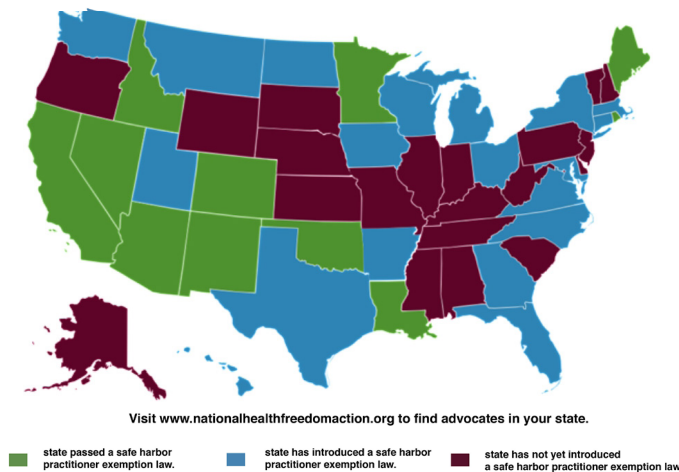 Visit www.nationalhealthfreedomaction.org to find advocates in your state.
state passed a safe harbor
practitioner exemption law.
state has introduced a safe harbor
practitioner exemption law.
state has not yet introduced
a safe harbor practitioner exemption law